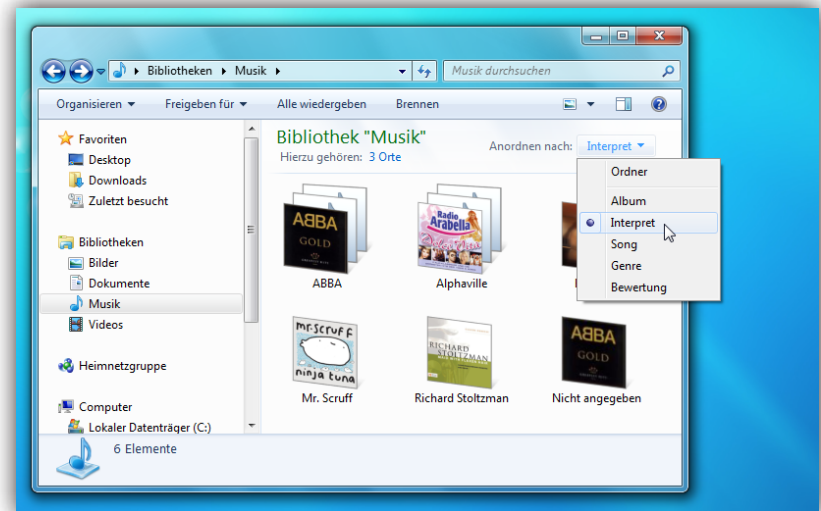 Bibliotheken Musik
Musik durchsuchen
Organisieren Freigeben für Alle wiedergeben Brennen
Favoriten
Desktop
Downloads
Zuletzt besucht
Bibliotheken
Bilder
Dokumente
Musik
Videos
Heimnetzgruppe
Computer
Lokaler Datenträger (C:)
Bibliothek "Musik"
Hierzu gehören: 3 Orte
Anordnen nach: Interpret
Ordner
Album
Interpret
Song
Genre
Bewertung
ABBA
GOLD
ABBA
Radio
Arabella
Alphaville
mr.scruff
ninja tuna
Mr. Scruff
RICHARD
STOLTZMAN
Richard Stoltzman
ABBA
GOLD
Nicht angegeben
6 Elemente